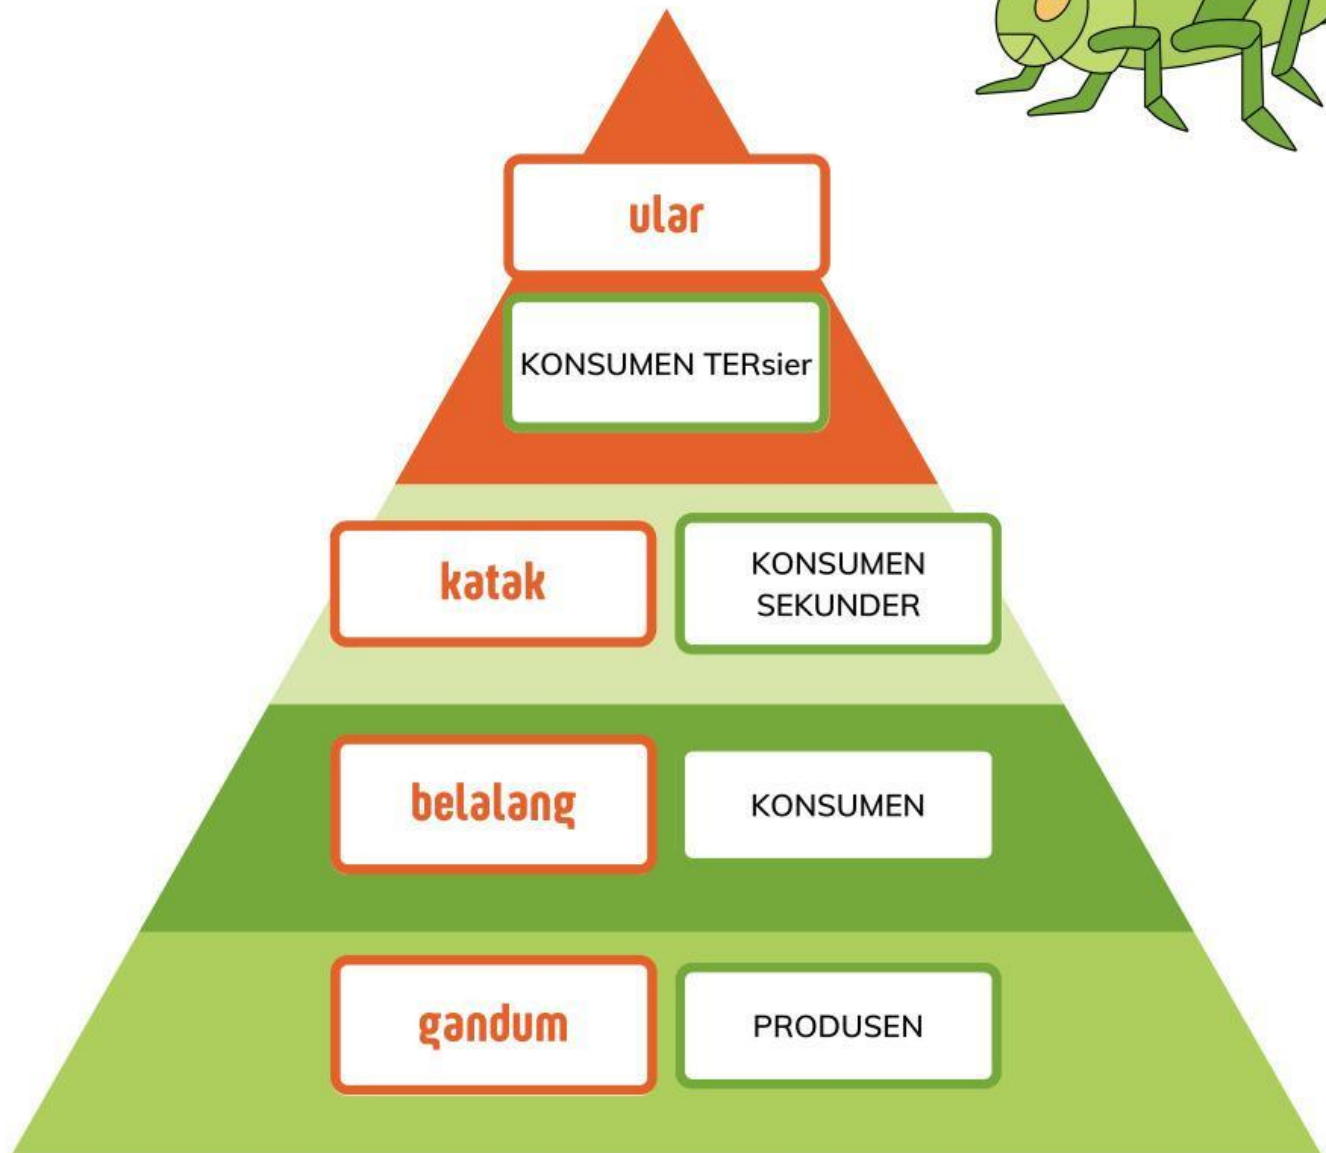 ular
KONSUMEN TERsier
katak
KONSUMEN
SEKUNDER
belalang
KONSUMEN
gandum
PRODUSEN